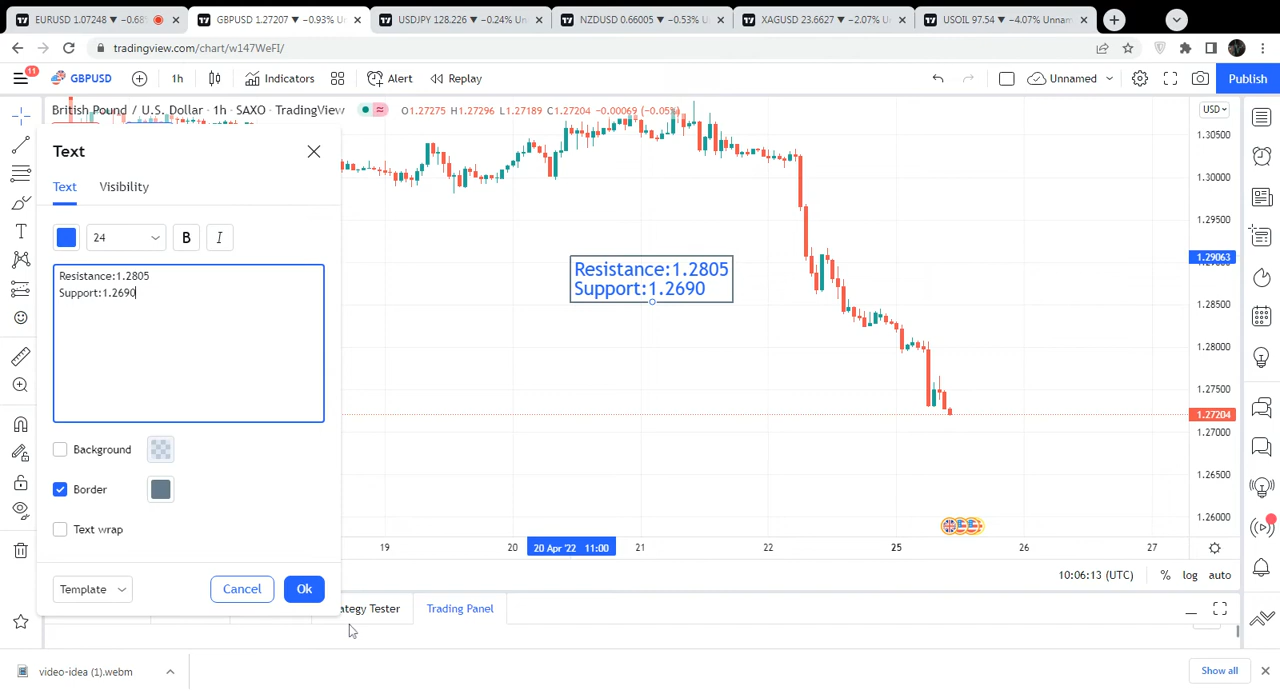 EURUSD 1.07248 ▼ −0.68
GBPUSD 1.27207 ▼ −0.93% Unnam
USDJPY 128.226 ▼ −0.24% Unnam
NZDUSD 0.66005 ▼ −0.53% Unnam
XAGUSD 23.6627 ▼ −2.07% Unnam
USOIL 97.54 ▼ −4.07% Unnam
tradingview.com/chart/w147WeFI/
11
GBPUSD
1h
Indicators
Alert
Replay
Unnamed
Publish
British Pound / U.S. Dollar · 1h · SAXO · TradingView
O1.27275 H1.27296 L1.27189 C1.27204 −0.00069 (−0.05%)
USD
Text
Text
Visibility
24
B
I
Resistance:1.2805
Support:1.2690
Background
Border
Text wrap
Template
Cancel
Ok
Resistance:1.2805
Support:1.2690
1.30500
1.30000
1.29500
1.29063
1.28500
1.28000
1.27500
1.27204
1.27000
1.26500
1.26000
19
20
20 Apr '22 11:00
21
22
25
26
27
10:06:13 (UTC)
%
log
auto
ategy Tester
Trading Panel
video-idea (1).webm
Show all